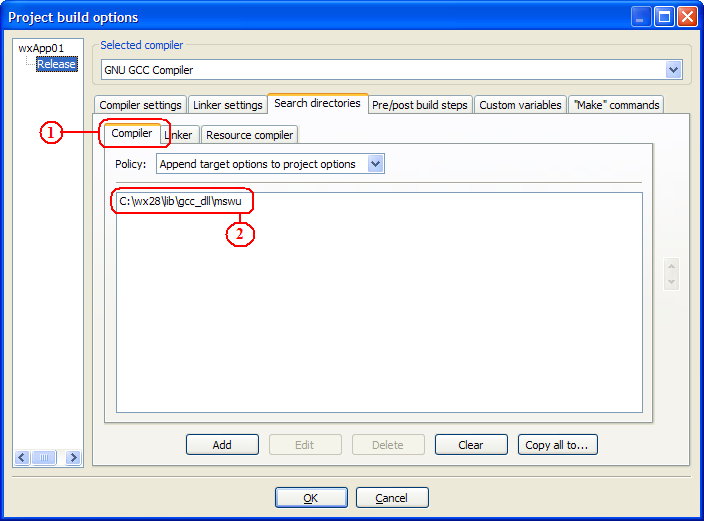 Project build options
wxApp01
Release
Selected compiler
GNU GCC Compiler
Compiler settings Linker settings Search directories Pre/post build steps Custom variables "Make" commands
1
Compiler Linker Resource compiler
Policy: Append target options to project options
C:\wx28\lib\gcc_dll\mswu
2
Add Edit Delete Clear Copy all to...
OK Cancel